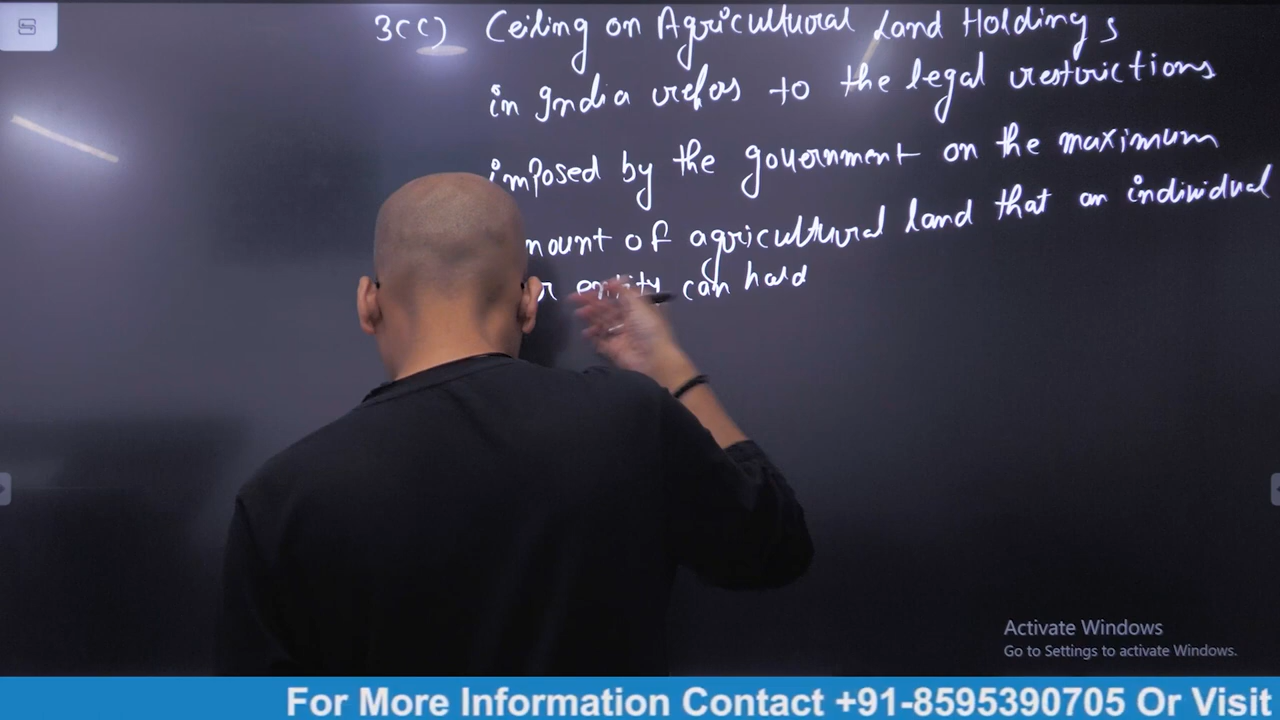 3(C) Ceiling on Agricultural Land Holdings
in India refers to the legal restrictions
imposed by the government on the maximum
mount of agricultural land that an individual
r entity can hold
Activate Windows
Go to Settings to activate Windows.
For More Information Contact +91-8595390705 Or Visit